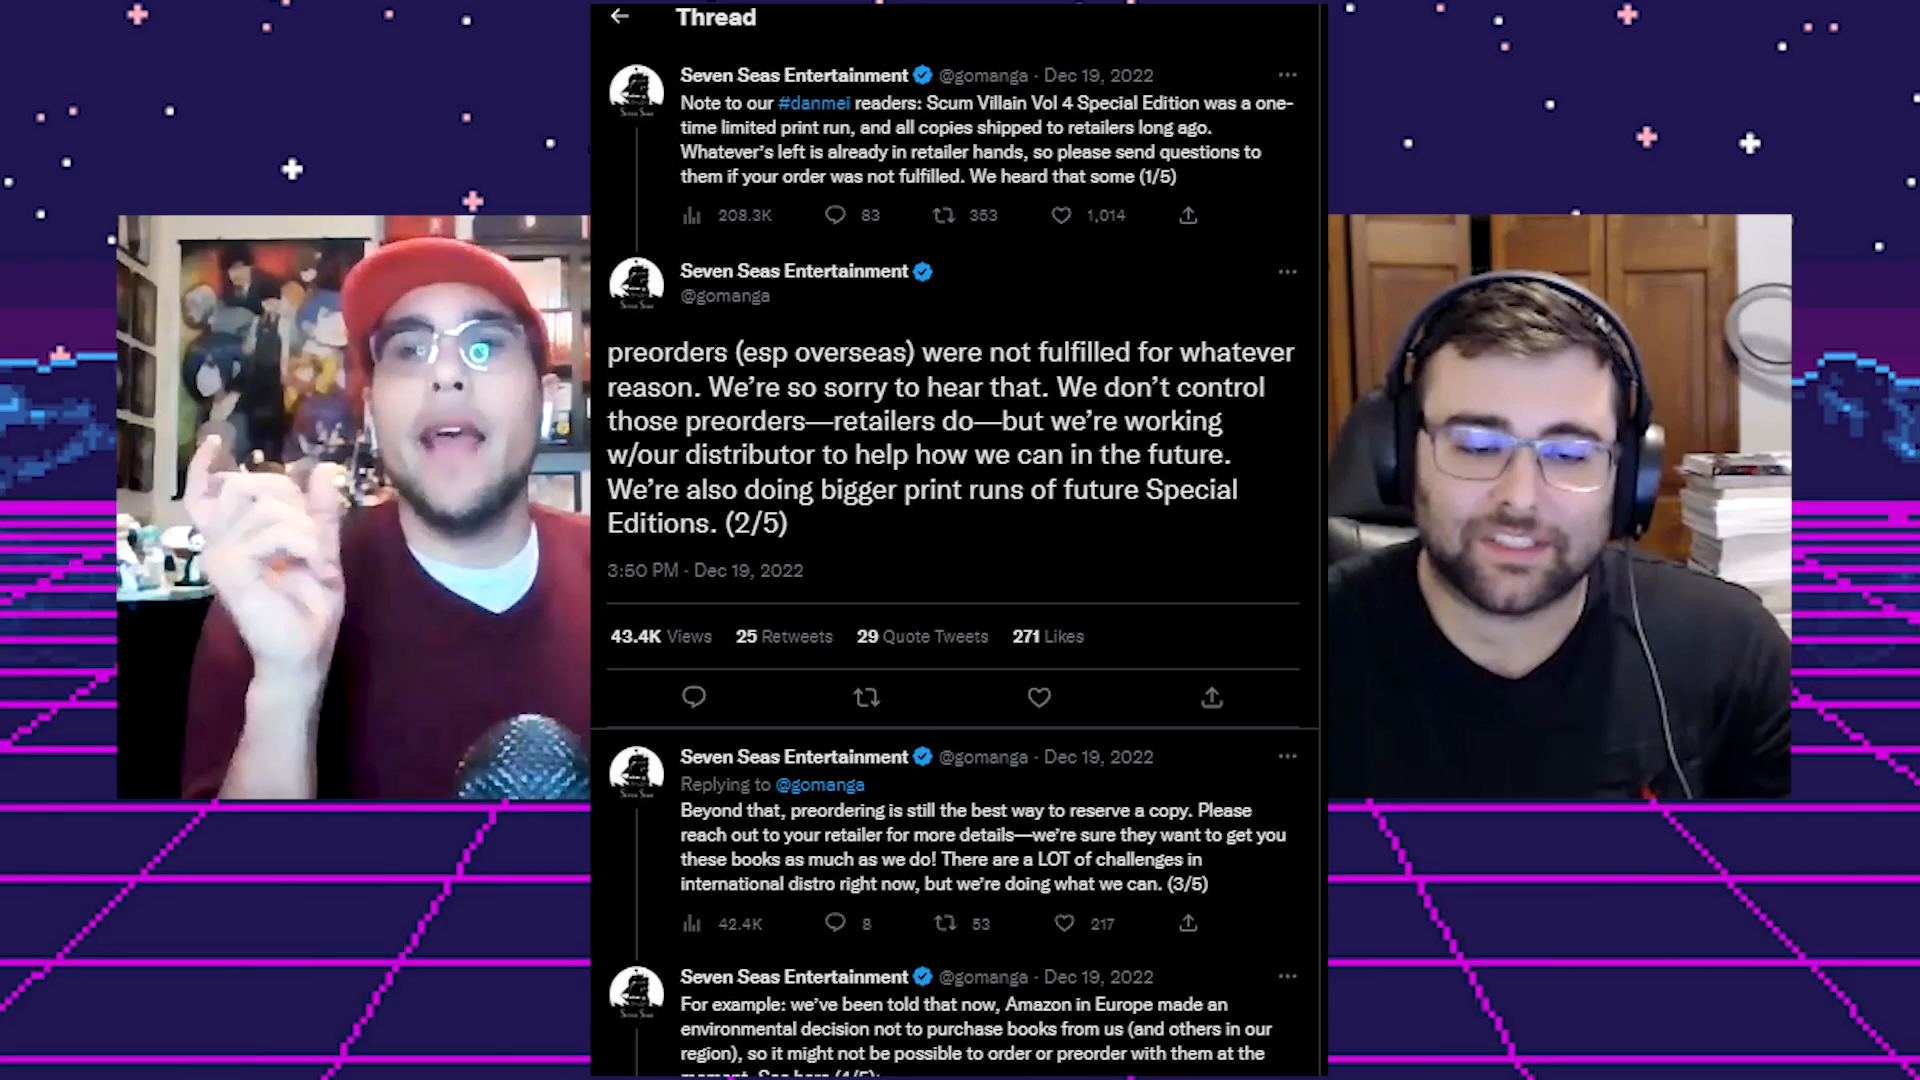 Thread
Seven Seas Entertainment @gomanga · Dec 19, 2022
Note to our #danmei readers: Scum Villain Vol 4 Special Edition was a one-
time limited print run, and all copies shipped to retailers long ago.
Whatever's left is already in retailer hands, so please send questions to
them if your order was not fulfilled. We heard that some (1/5)
208.3K 83 353 1,014
Seven Seas Entertainment
@gomanga
preorders (esp overseas) were not fulfilled for whatever
reason. We're so sorry to hear that. We don't control
those preorders—retailers do—but we're working
w/our distributor to help how we can in the future.
We're also doing bigger print runs of future Special
Editions. (2/5)
3:50 PM · Dec 19, 2022
43.4K Views 25 Retweets 29 Quote Tweets 271 Likes
Seven Seas Entertainment @gomanga · Dec 19, 2022
Replying to @gomanga
Beyond that, preordering is still the best way to reserve a copy. Please
reach out to your retailer for more details—we're sure they want to get you
these books as much as we do! There are a LOT of challenges in
international distro right now, but we're doing what we can. (3/5)
42.4K 8 53 217
Seven Seas Entertainment @gomanga · Dec 19, 2022
For example: we've been told that now, Amazon in Europe made an
environmental decision not to purchase books from us (and others in our
region), so it might not be possible to order or preorder with them at the
moment. See here (4/5):